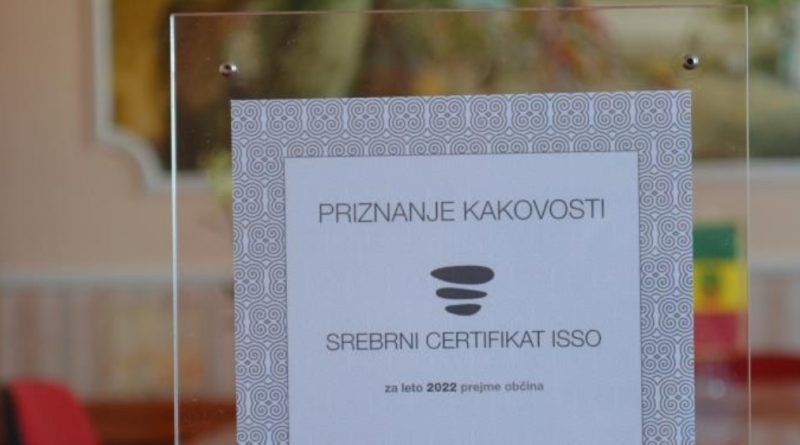 PRIZNANJE KAKOVOSTI
SREBRNI CERTIFIKAT ISSO
za leto 2022 prejme občina